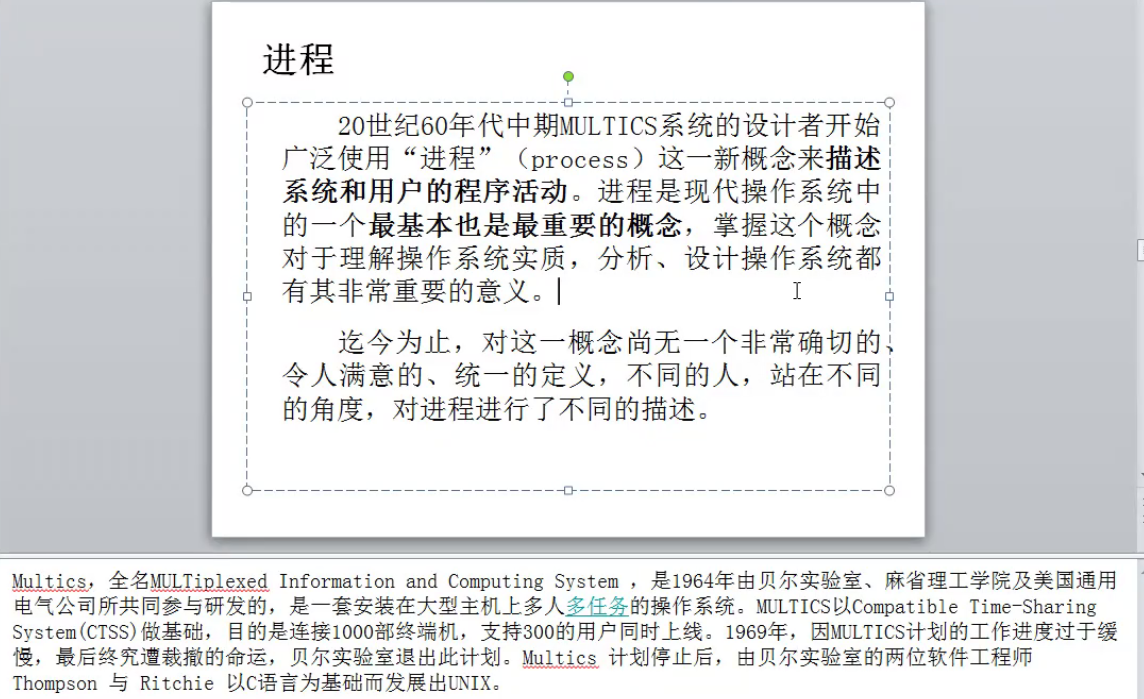 进程
20世纪60年代中期MULTICS系统的设计者开始
广泛使用“进程”（process）这一新概念来描述
系统和用户的程序活动。进程是现代操作系统中
的一个最基本也是最重要的概念，掌握这个概念
对于理解操作系统实质，分析、设计操作系统都
有其非常重要的意义。
迄今为止，对这一概念尚无一个非常确切的、
令人满意的、统一的定义，不同的人，站在不同
的角度，对进程进行了不同的描述。
Multics，全名MULTiplexed Information and Computing System ，是1964年由贝尔实验室、麻省理工学院及美国通用
电气公司所共同参与研发的，是一套安装在大型主机上多人多任务的操作系统。MULTICS以Compatible Time-Sharing
System(CTSS)做基础，目的是连接1000部终端机，支持300的用户同时上线。1969年，因MULTICS计划的工作进度过于缓
慢，最后终究遭裁撤的命运，贝尔实验室退出此计划。Multics 计划停止后，由贝尔实验室的两位软件工程师
Thompson 与 Ritchie 以C语言为基础而发展出UNIX。